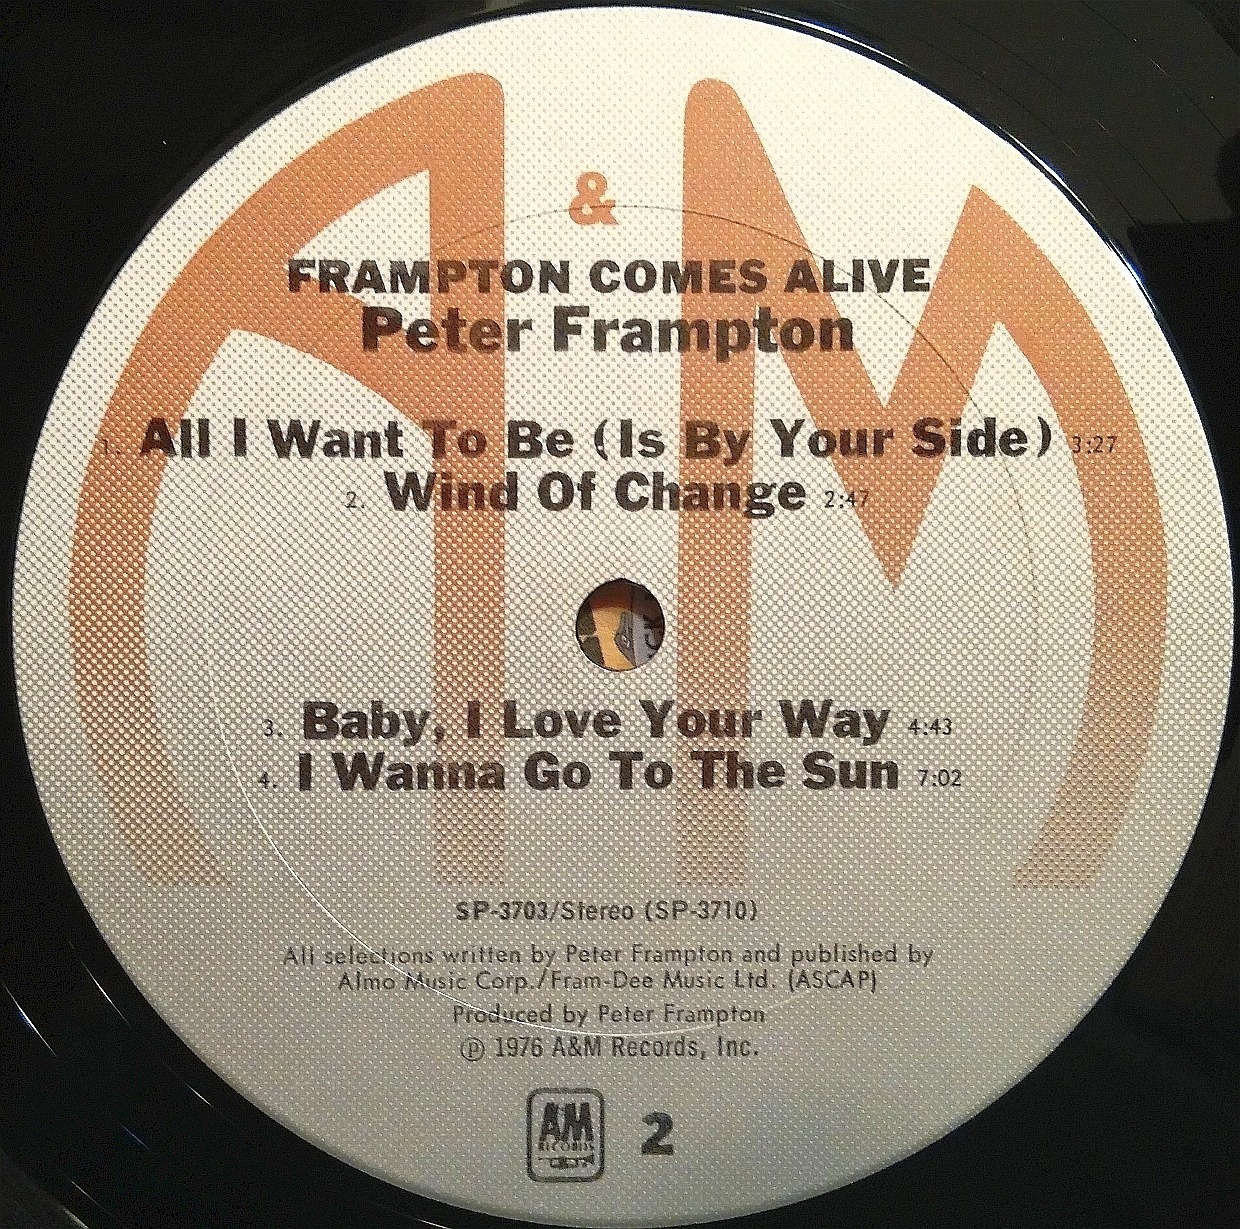 &
FRAMPTON COMES ALIVE
Peter Frampton
1. All I Want To Be (Is By Your Side) 3:27
2. Wind Of Change 2:47
3. Baby, I Love Your Way 4:43
4. I Wanna Go To The Sun 7:02
SP-3703/Stereo (SP-3710)
All selections written by Peter Frampton and published by
Almo Music Corp./Fram-Dee Music Ltd. (ASCAP)
Produced by Peter Frampton
℗ 1976 A&M Records, Inc.
AM
RECORDS
2